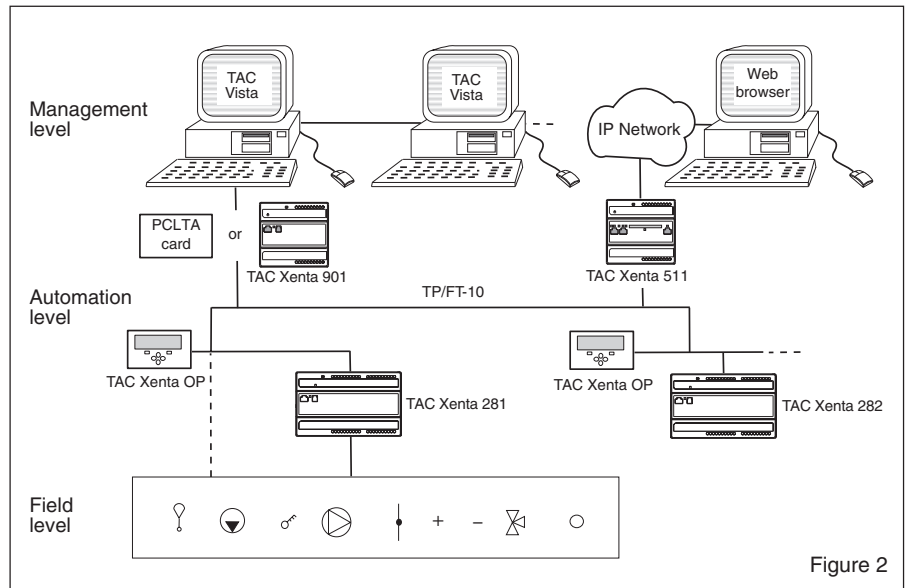 Management
level
TAC
Vista
TAC
Vista
IP Network
Web
browser
PCLTA
card
or
TAC Xenta 901
TAC Xenta 511
Automation
level
TP/FT-10
TAC Xenta OP
TAC Xenta 281
TAC Xenta OP
TAC Xenta 282
Field
level
+ –
Figure 2